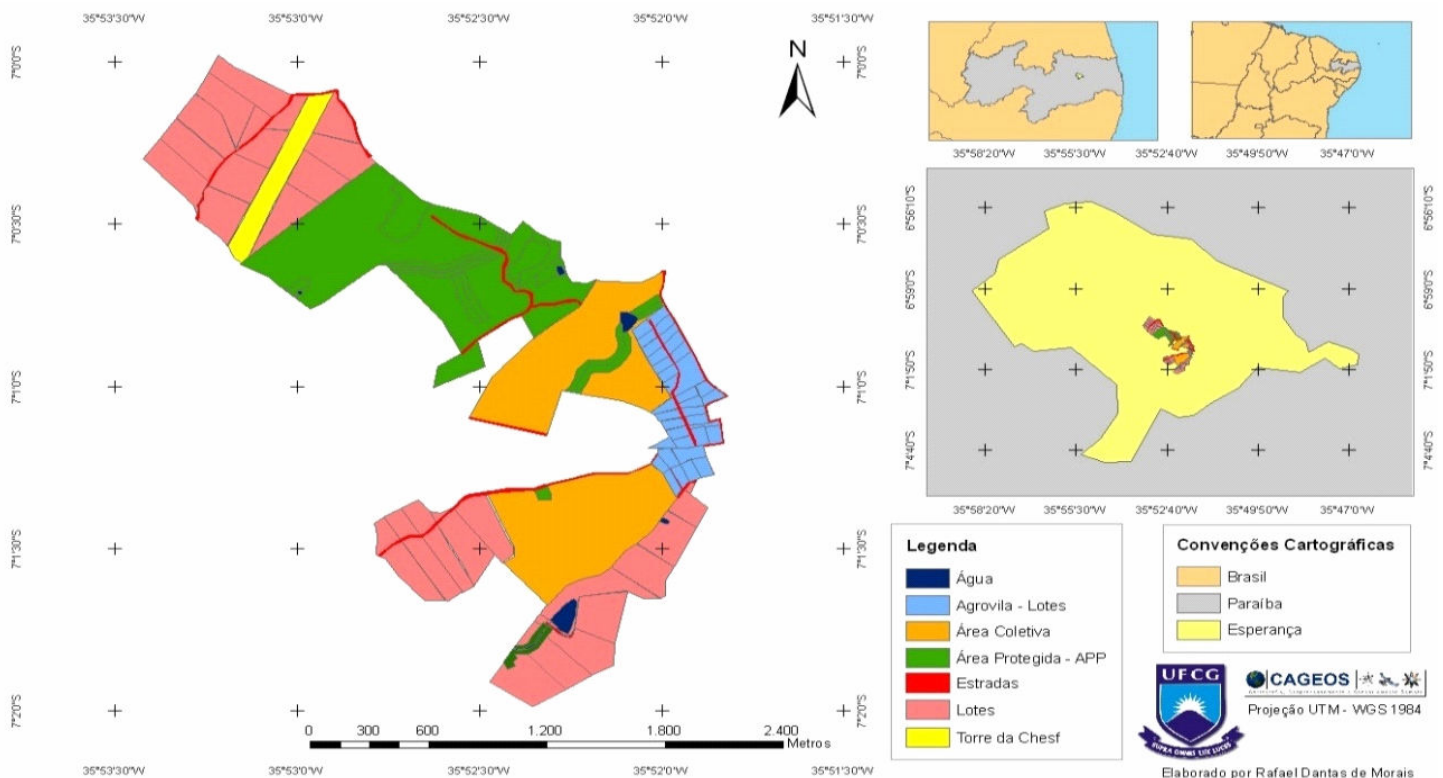 35°53'30"W 35°53'0"W 35°52'30"W 35°52'0"W 35°51'30"W
7°0'0"S 7°0'0"S
N
7°0'30"S 7°0'30"S
7°1'0"S 7°1'0"S
7°1'30"S 7°1'30"S
7°2'0"S 7°2'0"S
0 300 600 1.200 1.800 2.400
Metros
35°53'30"W 35°53'0"W 35°52'30"W 35°52'0"W 35°51'30"W
35°58'20"W 35°55'30"W 35°52'40"W 35°49'50"W 35°47'0"W
6°56'10"S 6°56'10"S
6°59'0"S 6°59'0"S
7°1'50"S 7°1'50"S
7°4'40"S 7°4'40"S
35°58'20"W 35°55'30"W 35°52'40"W 35°49'50"W 35°47'0"W
Legenda
Água
Agrovila - Lotes
Área Coletiva
Área Protegida - APP
Estradas
Lotes
Torre da Chesf
Convenções Cartográficas
Brasil
Paraíba
Esperança
UFCG
CAGEOS
Projeção UTM - WGS 1984
Elaborado por Rafael Dantas de Morais